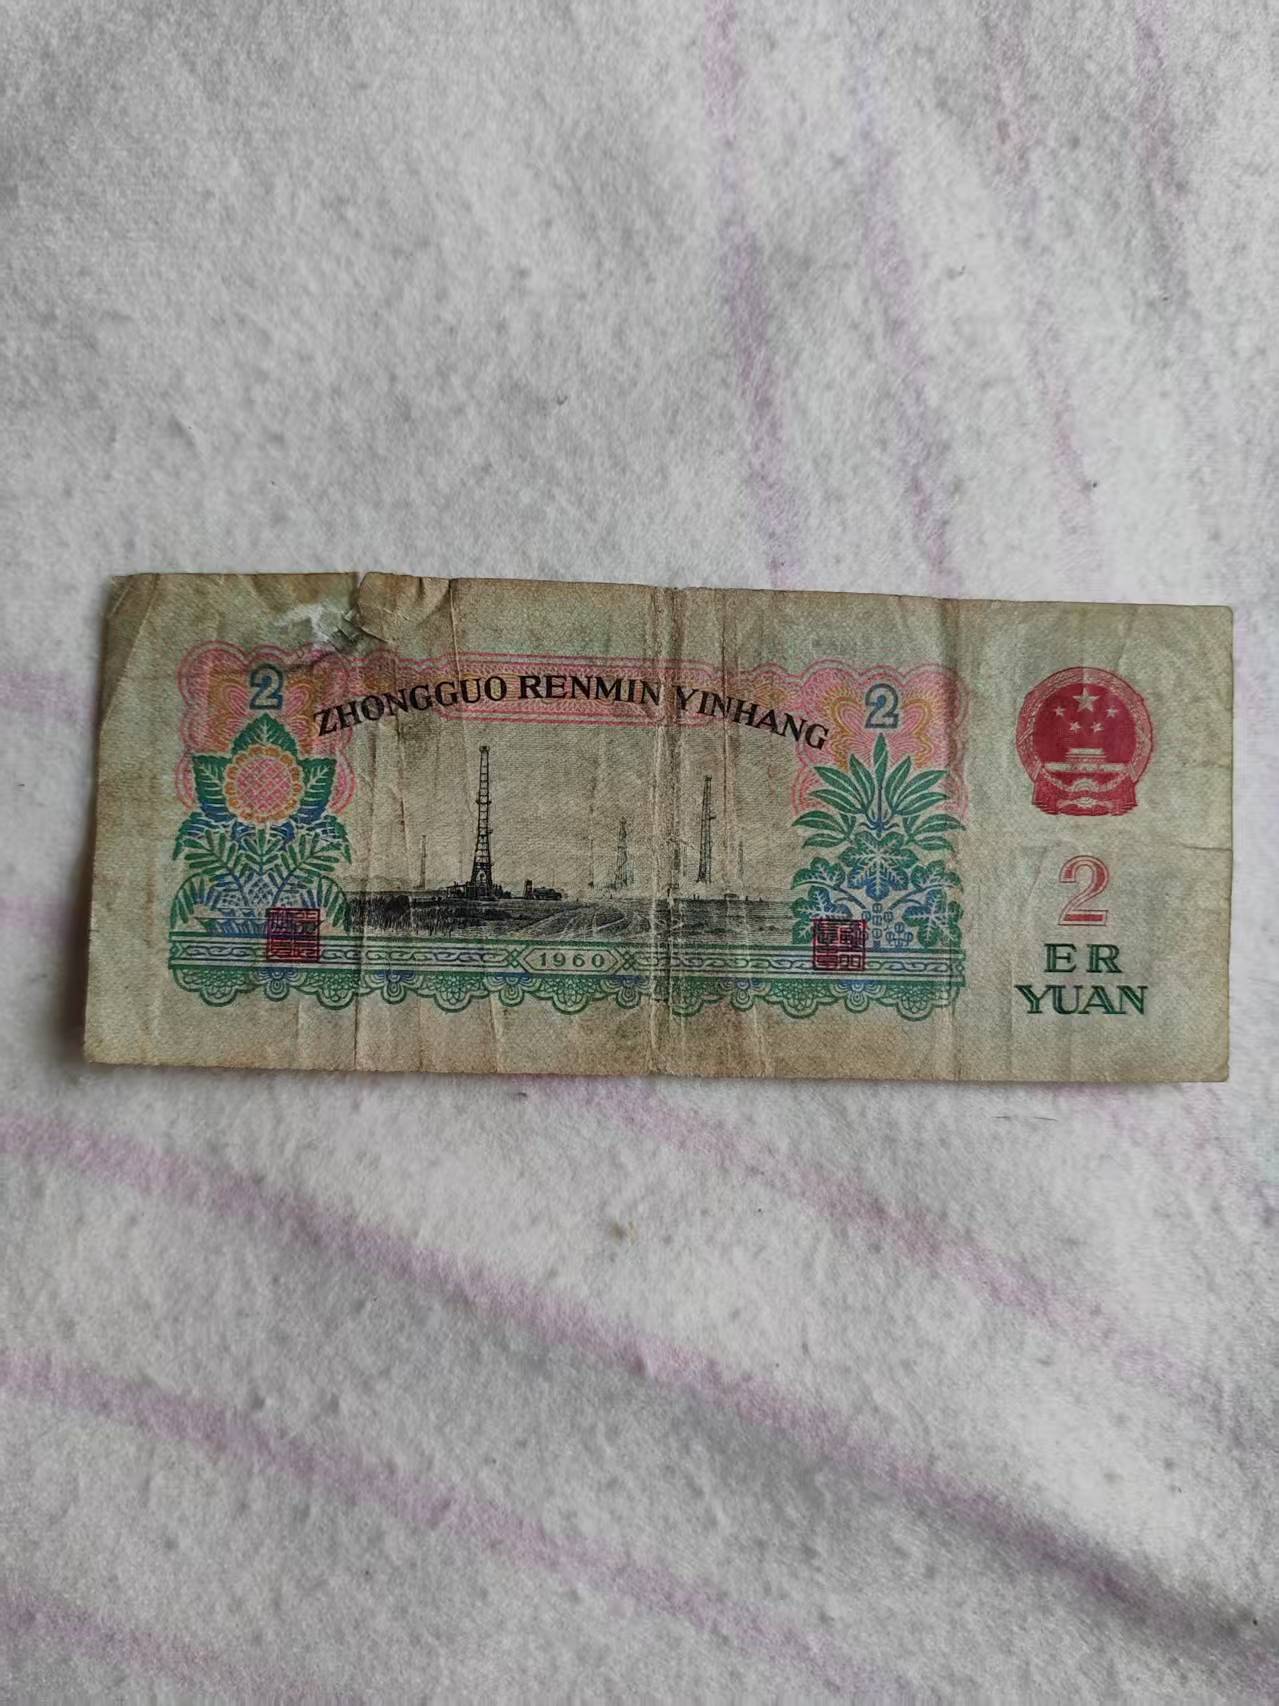 2
ZHONGGUO RENMIN YINHANG
2
1960
2
ER
YUAN